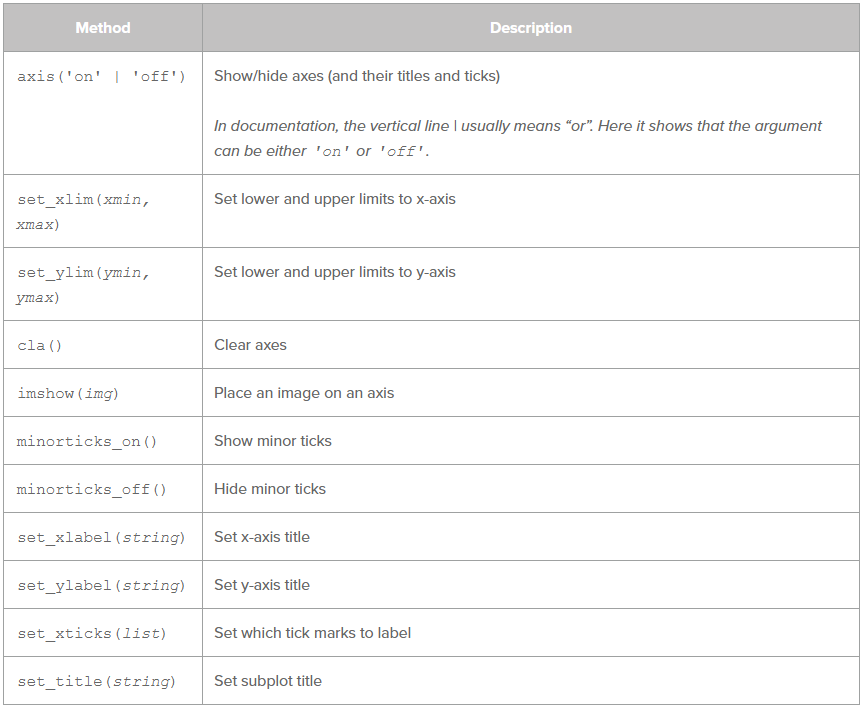 Method Description
axis('on' | 'off') Show/hide axes (and their titles and ticks)
In documentation, the vertical line | usually means “or”. Here it shows that the argument
can be either 'on' or 'off'.
set_xlim(xmin, Set lower and upper limits to x-axis
xmax)
set_ylim(ymin, Set lower and upper limits to y-axis
ymax)
cla() Clear axes
imshow(img) Place an image on an axis
minorticks_on() Show minor ticks
minorticks_off() Hide minor ticks
set_xlabel(string) Set x-axis title
set_ylabel(string) Set y-axis title
set_xticks(list) Set which tick marks to label
set_title(string) Set subplot title